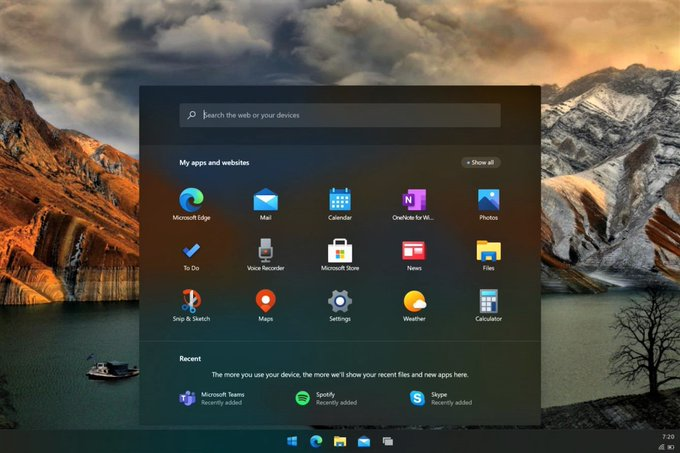 Search the web or your devices
My apps and websites
+ Show all
Microsoft Edge
Mail
Calendar
OneNote for Wi...
Photos
To Do
Voice Recorder
Microsoft Store
News
Files
Snip & Sketch
Maps
Settings
Weather
Calculator
Recent
The more you use your device, the more we'll show your recent files and new apps here.
Microsoft Teams
Recently added
Spotify
Recently added
Skype
Recently added
7:20